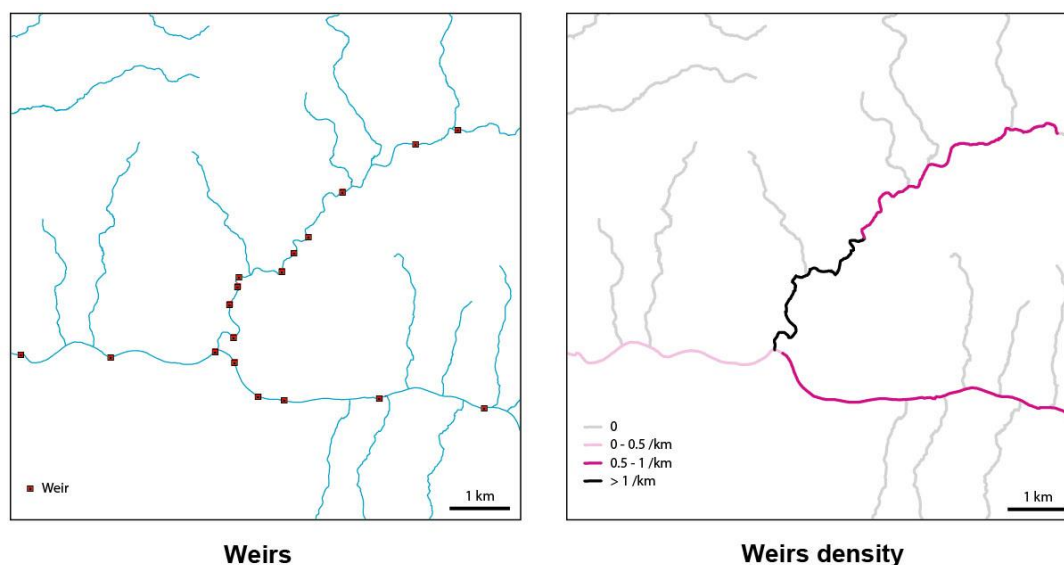 Weir
1 km
Weirs
0
0 - 0.5 /km
0.5 - 1 /km
> 1 /km
1 km
Weirs density